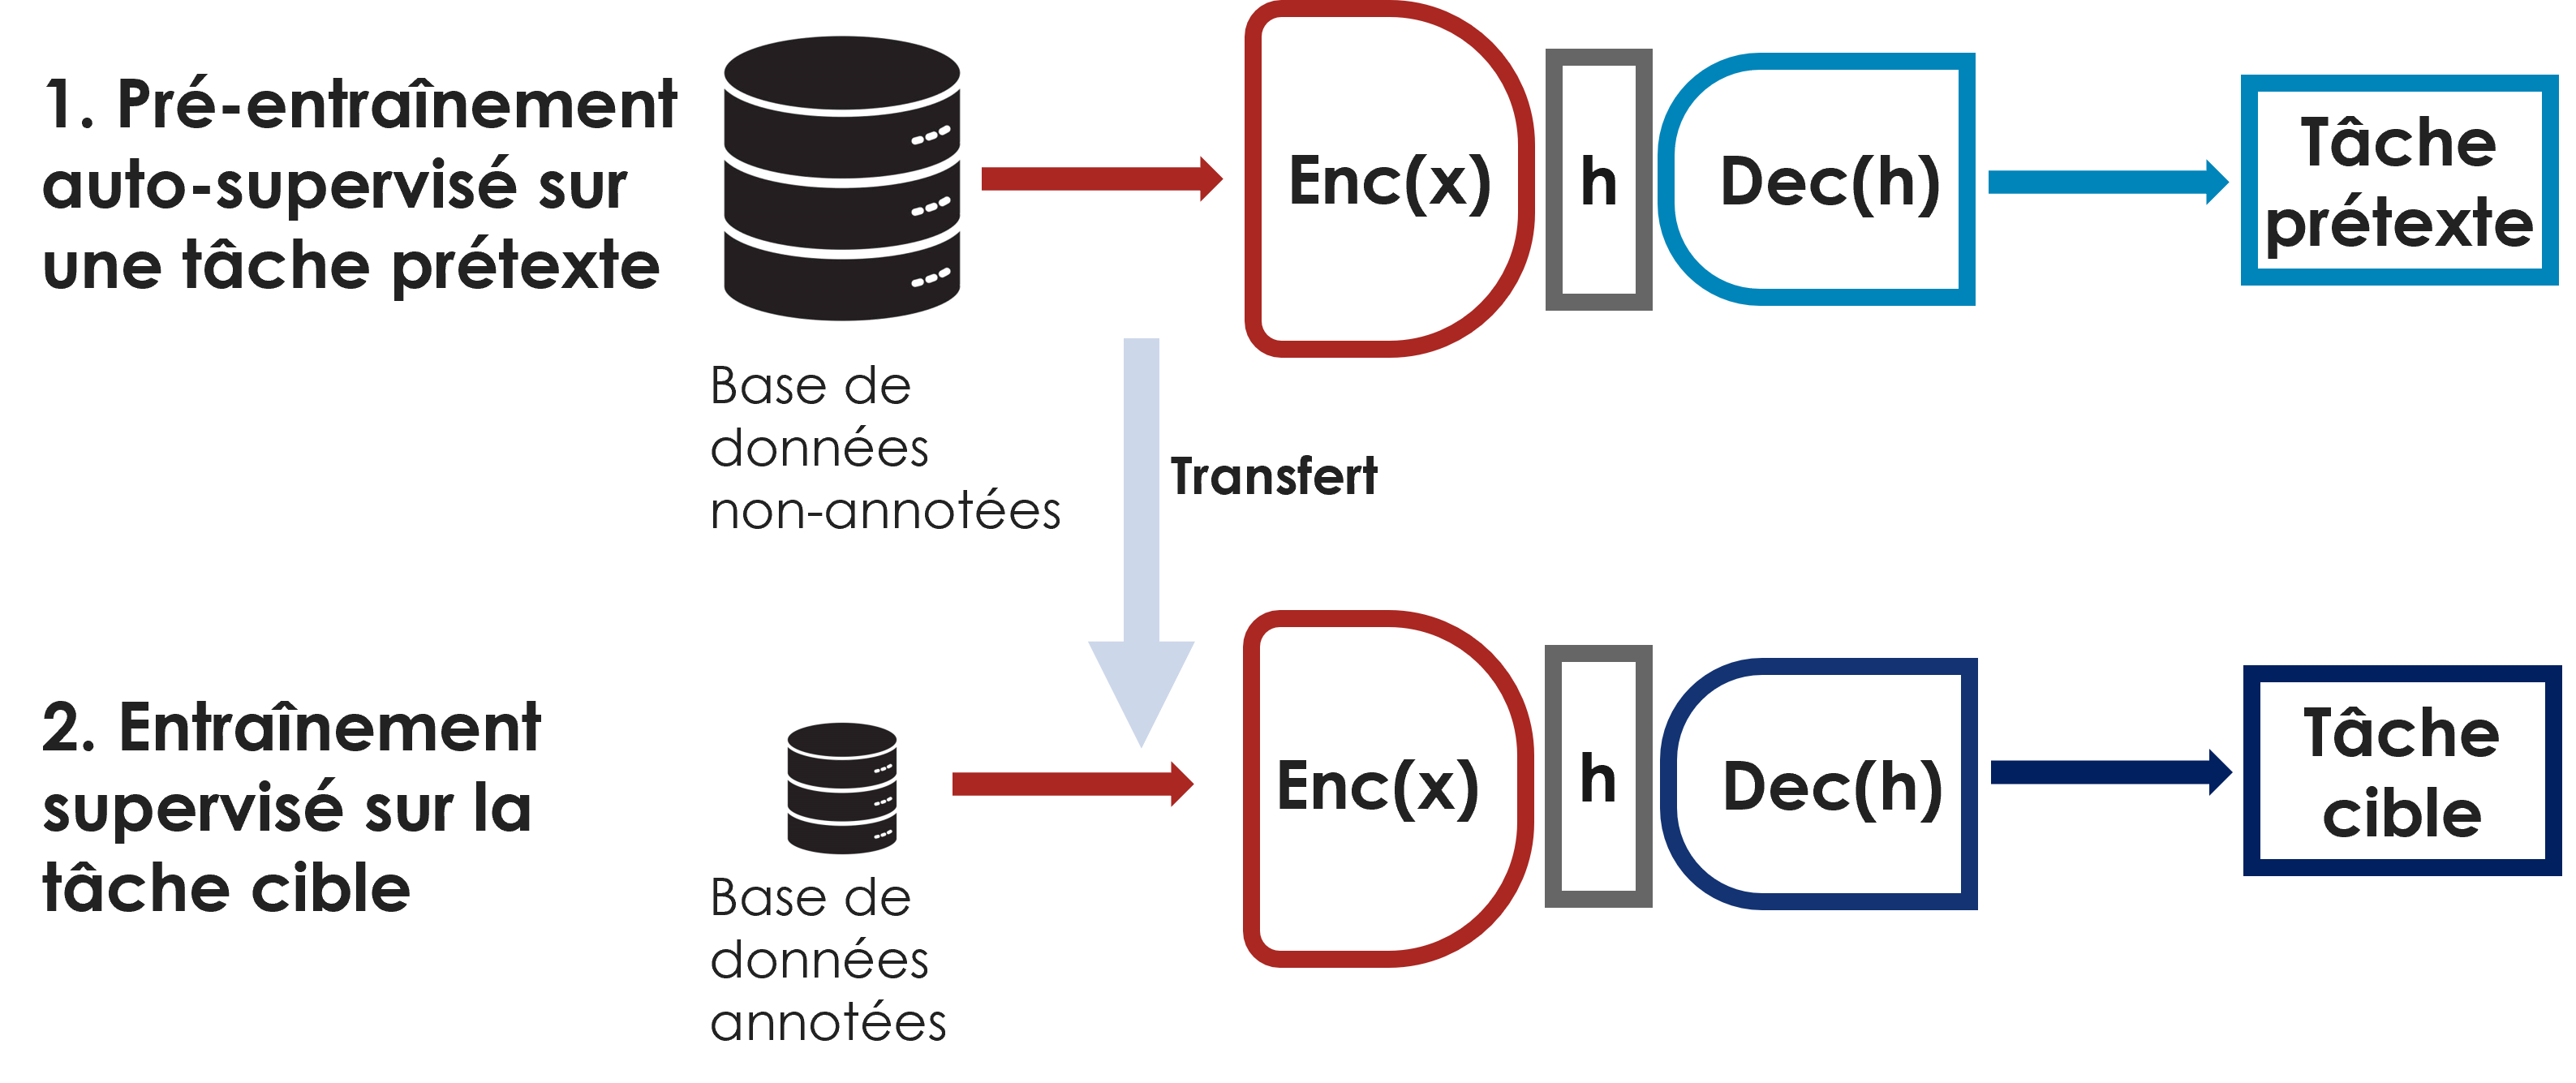 1. Pré-entraînement
auto-supervisé sur
une tâche prétexte
Base de
données
non-annotées
Enc(x)
h
Dec(h)
Tâche
prétexte
Transfert
2. Entraînement
supervisé sur la
tâche cible
Base de
données
annotées
Enc(x)
h
Dec(h)
Tâche
cible